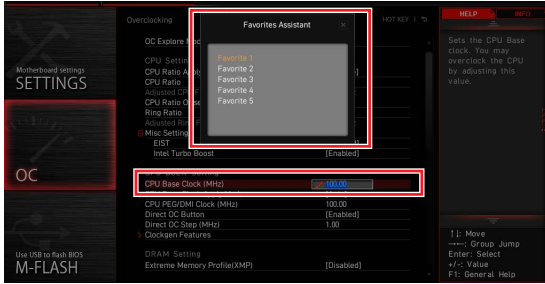 Overclocking
Favorites Assistant ×
HOT KEY |
HELP
INFO
OC Explore Mod
Favorite 1
Favorite 2
Favorite 3
Favorite 4
Favorite 5
CPU Settin
CPU Ratio Apply
CPU Ratio
Adjusted CPU F
CPU Ratio Offse
Ring Ratio
Adjusted Ring F
Misc Setting
EIST
Intel Turbo Boost [Enabled]
CPU Base Clock (MHz) 100.00
CPU PEG/DMI Clock (MHz) 100.00
Direct OC Button [Enabled]
Direct OC Step (MHz) 1.00
Clockgen Features
DRAM Setting
Extreme Memory Profile(XMP) [Disabled]
Motherboard settings
SETTINGS
OC
Use USB to flash BIOS
M-FLASH
Sets the CPU Base
clock. You may
overclock the CPU
by adjusting this
value.
↑↓: Move
→←: Group Jump
Enter: Select
+/-: Value
F1: General Help